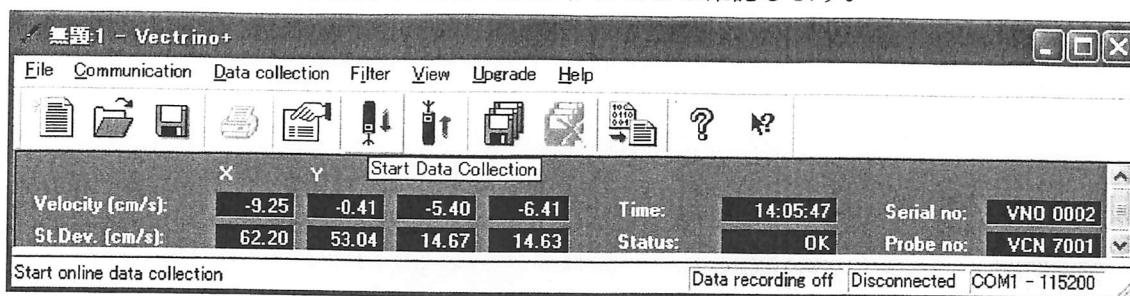 無題:1 - Vectrino+
File Communication Data collection Filter View Upgrade Help
Start Data Collection
X Y
Velocity (cm/s): -9.25 -0.41 -5.40 -6.41 Time: 14:05:47 Serial no: VNO 0002
St.Dev. (cm/s): 62.20 53.04 14.67 14.63 Status: OK Probe no: VCN 7001
Start online data collection Data recording off Disconnected COM1 - 115200